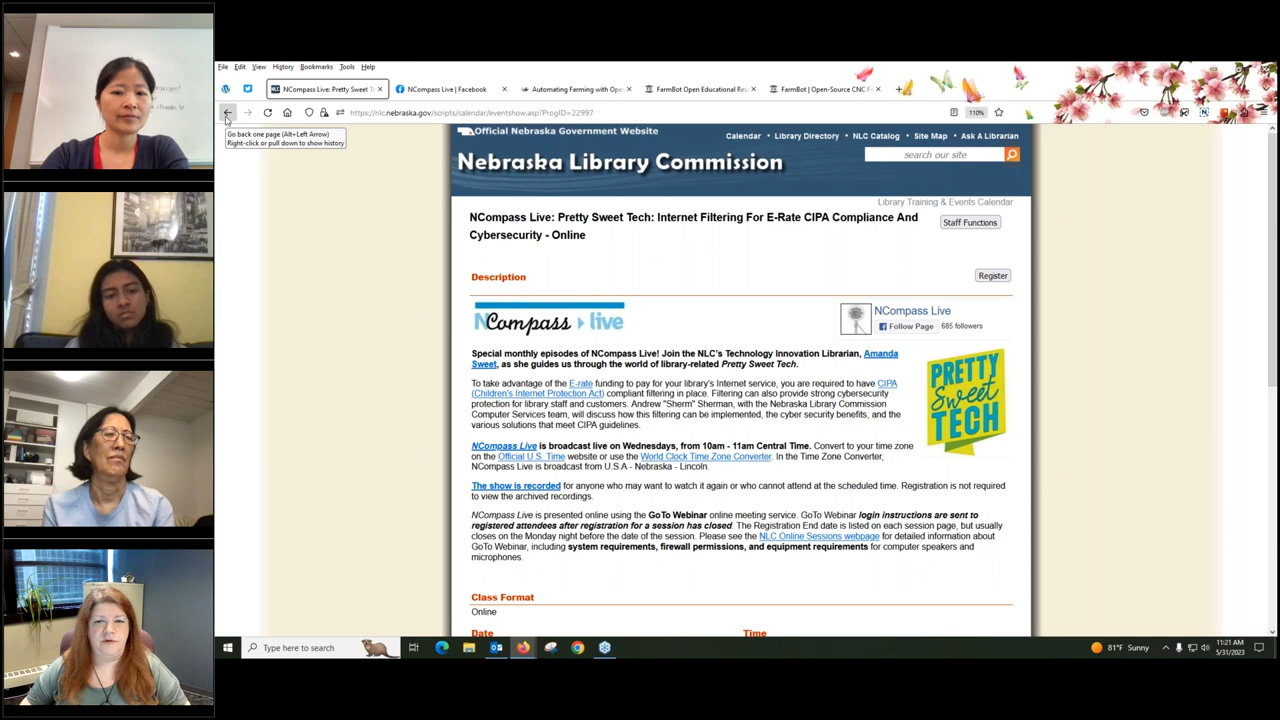 File Edit View History Bookmarks Tools Help
NCompass Live: Pretty Sweet T
NCompass Live | Facebook
Automating Farming with Open
FarmBot Open Educational Res
FarmBot | Open-Source CNC F
https://nlc.nebraska.gov/scripts/calendar/eventshow.asp?ProgID=22997
110%
Go back one page (Alt+Left Arrow)
Right-click or pull down to show history
Official Nebraska Government Website
Calendar • Library Directory • NLC Catalog • Site Map • Ask A Librarian
Nebraska Library Commission
search our site
Library Training & Events Calendar
NCompass Live: Pretty Sweet Tech: Internet Filtering For E-Rate CIPA Compliance And
Cybersecurity - Online
Staff Functions
Description
Register
NCompass live
NCompass Live
Follow Page 685 followers
Special monthly episodes of NCompass Live! Join the NLC's Technology Innovation Librarian, Amanda
Sweet, as she guides us through the world of library-related Pretty Sweet Tech.
PRETTY
Sweet
TECH
To take advantage of the E-rate funding to pay for your library's Internet service, you are required to have CIPA
(Children's Internet Protection Act) compliant filtering in place. Filtering can also provide strong cybersecurity
protection for library staff and customers. Andrew "Sherm" Sherman, with the Nebraska Library Commission
Computer Services team, will discuss how this filtering can be implemented, the cyber security benefits, and the
various solutions that meet CIPA guidelines.
NCompass Live is broadcast live on Wednesdays, from 10am - 11am Central Time. Convert to your time zone
on the Official U.S. Time website or use the World Clock Time Zone Converter. In the Time Zone Converter,
NCompass Live is broadcast from U.S.A - Nebraska - Lincoln.
The show is recorded for anyone who may want to watch it again or who cannot attend at the scheduled time. Registration is not required
to view the archived recordings.
NCompass Live is presented online using the GoTo Webinar online meeting service. GoTo Webinar login instructions are sent to
registered attendees after registration for a session has closed. The Registration End date is listed on each session page, but usually
closes on the Monday night before the date of the session. Please see the NLC Online Sessions webpage for detailed information about
GoTo Webinar, including system requirements, firewall permissions, and equipment requirements for computer speakers and
microphones.
Class Format
Online
Date Time
Type here to search
81°F Sunny
11:21 AM
5/31/2023